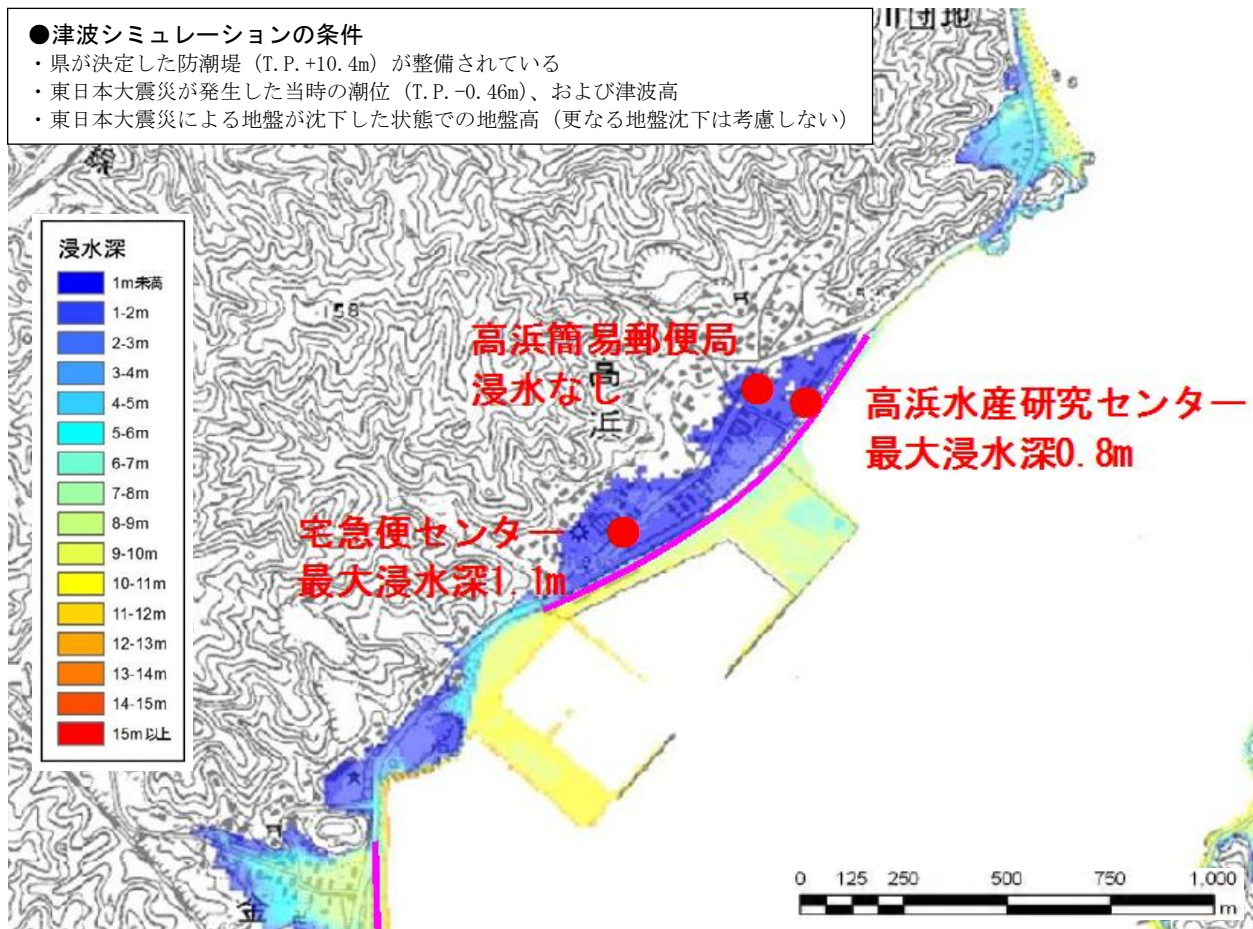 ●津波シミュレーションの条件
・県が決定した防潮堤（T.P.+10.4m）が整備されている
・東日本大震災が発生した当時の潮位（T.P.-0.46m）、および津波高
・東日本大震災による地盤が沈下した状態での地盤高（更なる地盤沈下は考慮しない）
川団地
線
浸水深
1m未満
1-2m
2-3m
3-4m
4-5m
5-6m
6-7m
7-8m
8-9m
9-10m
10-11m
11-12m
12-13m
13-14m
14-15m
15m以上
158
高浜簡易郵便局
浸水なし
高浜
高浜水産研究センター
最大浸水深0.8m
宅急便センター
最大浸水深1.1m
金
0 125 250 500 750 1,000
m